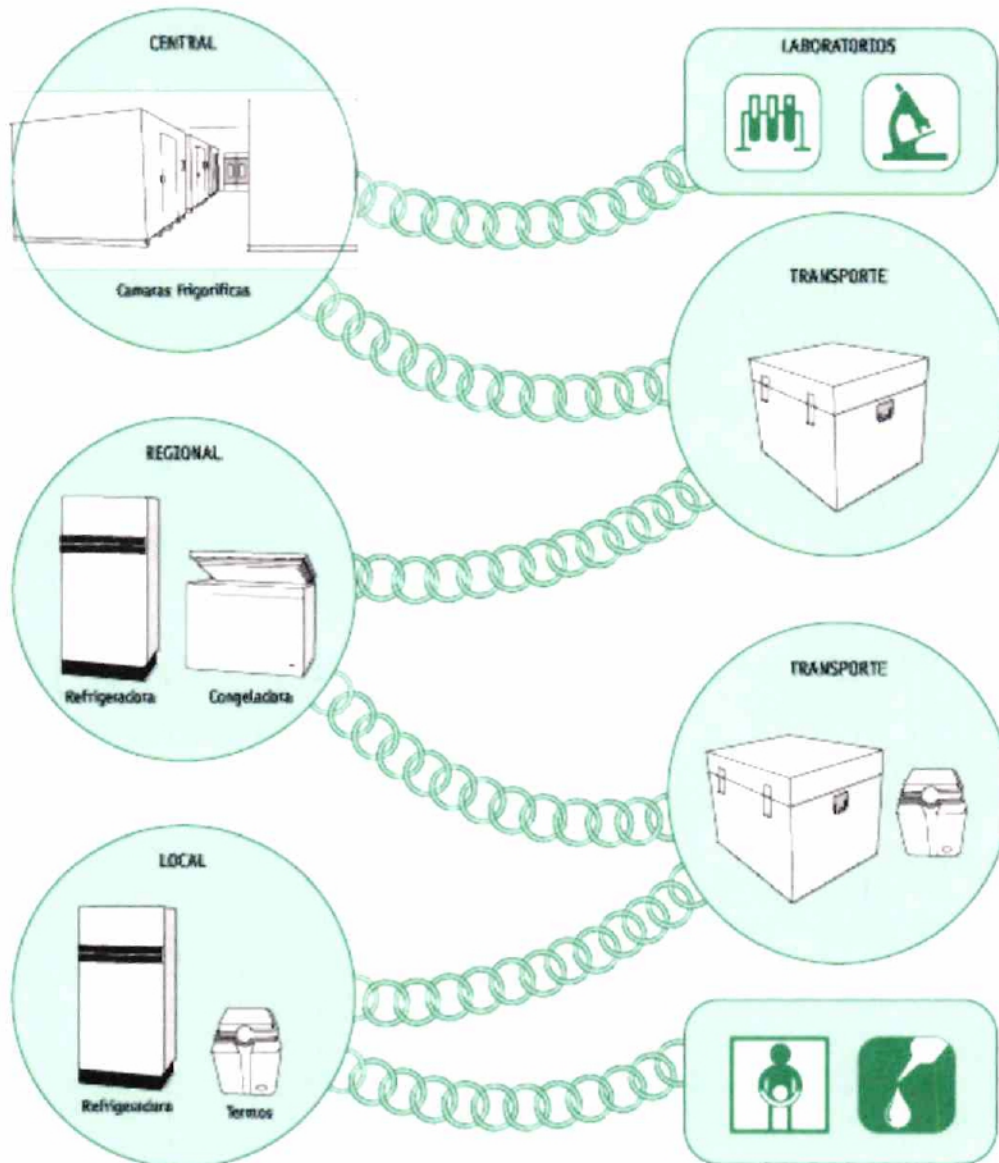 CENTRAL
LABORATORIOS
Camaras Frigorificas
TRANSPORTE
REGIONAL
Refrigeradora
Congeladora
TRANSPORTE
LOCAL
Refrigeradora
Termos